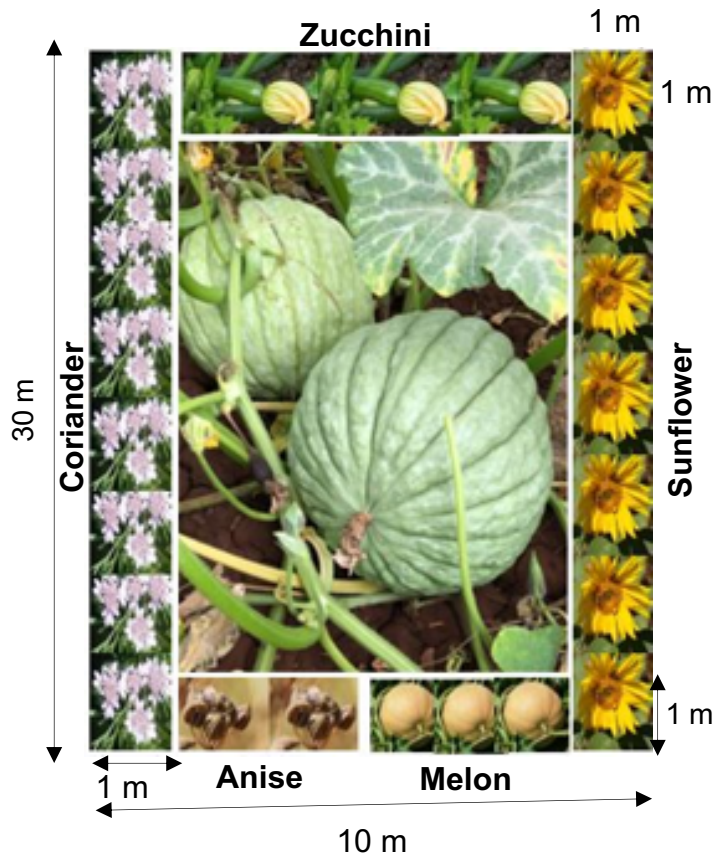 1 m
Zucchini
1 m
30 m
Coriander
Sunflower
1 m
1 m
Anise
Melon
10 m